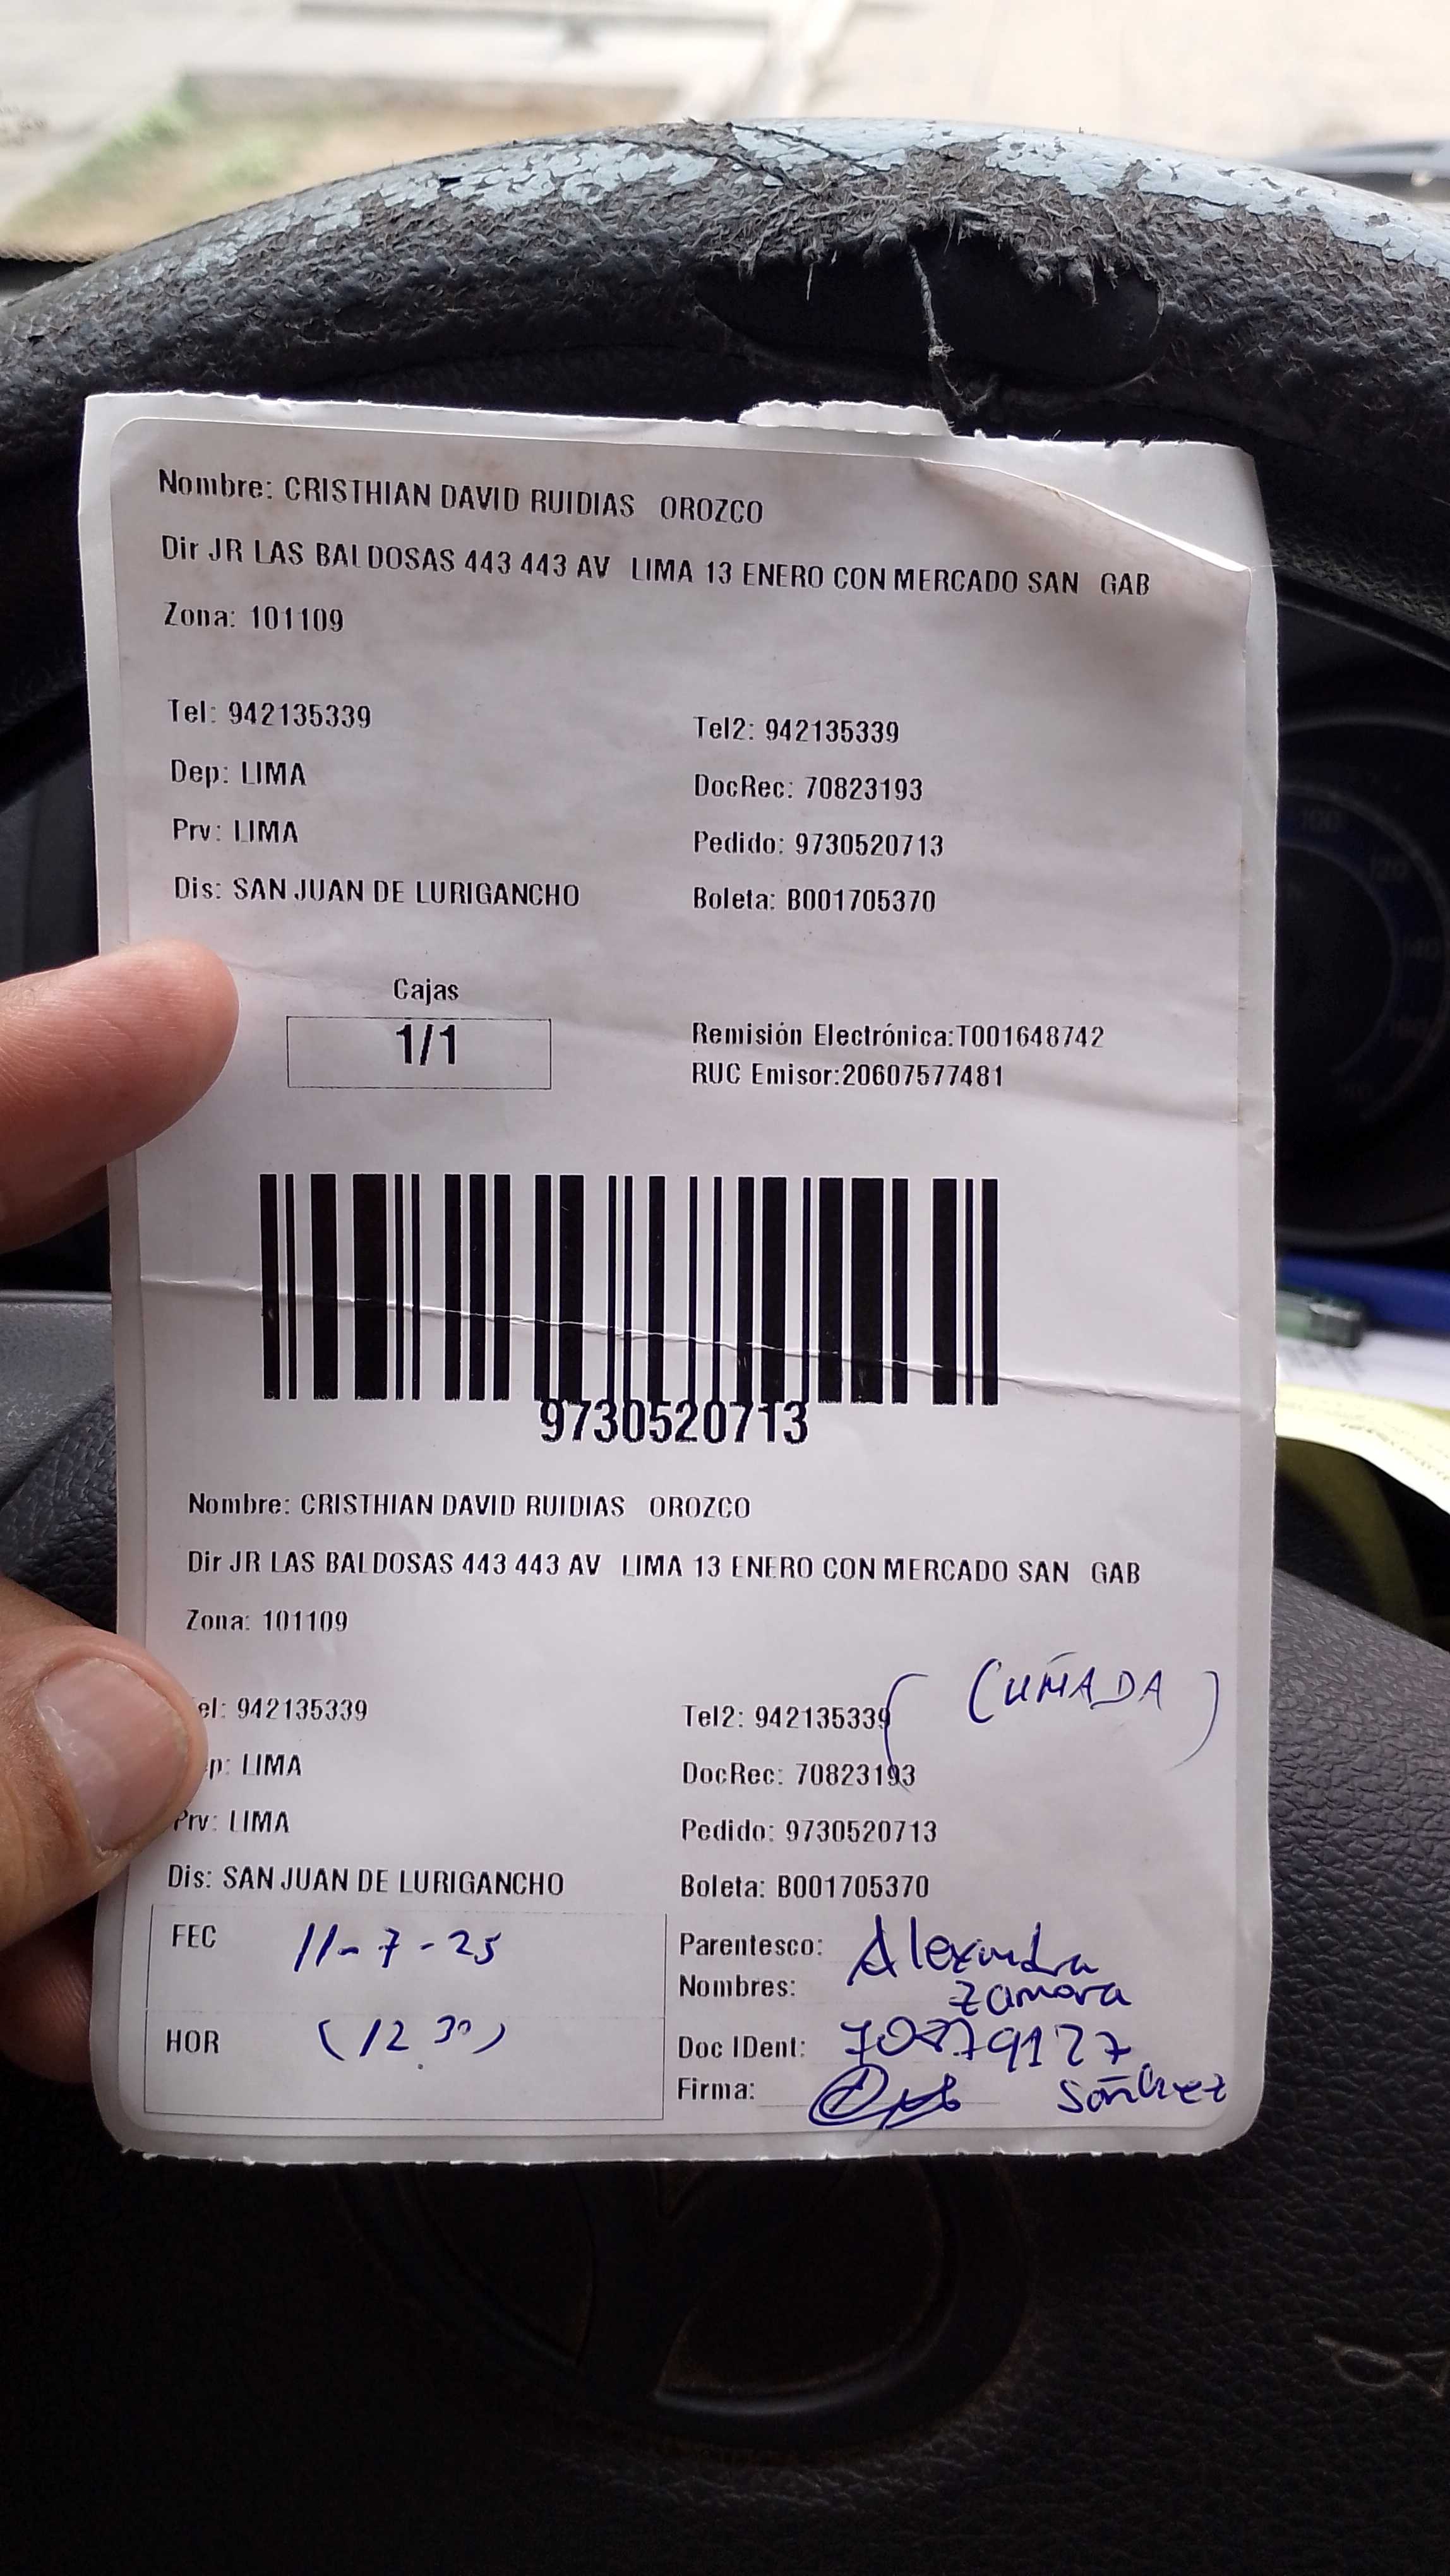 Nombre: CRISTHIAN DAVID RUIDIAS OROZCO
Dir JR LAS BALDOSAS 443 443 AV LIMA 13 ENERO CON MERCADO SAN GAB
Zona: 101109
Tel: 942135339 Tel2: 942135339
Dep: LIMA DocRec: 70823193
Prv: LIMA Pedido: 9730520713
Dis: SAN JUAN DE LURIGANCHO Boleta: B001705370
Cajas
1/1
Remisión Electrónica:T001648742
RUC Emisor:20607577481
9730520713
Nombre: CRISTHIAN DAVID RUIDIAS OROZCO
Dir JR LAS BALDOSAS 443 443 AV LIMA 13 ENERO CON MERCADO SAN GAB
Zona: 101109
(CUÑADA)
el: 942135339 Tel2: 942135339
p: LIMA DocRec: 70823193
Prv: LIMA Pedido: 9730520713
Dis: SAN JUAN DE LURIGANCHO Boleta: B001705370
FEC 11-7-25
HOR (12 30)
Parentesco: Alexandra
Nombres: Zamora
Doc IDent:
Firma: Sánchez